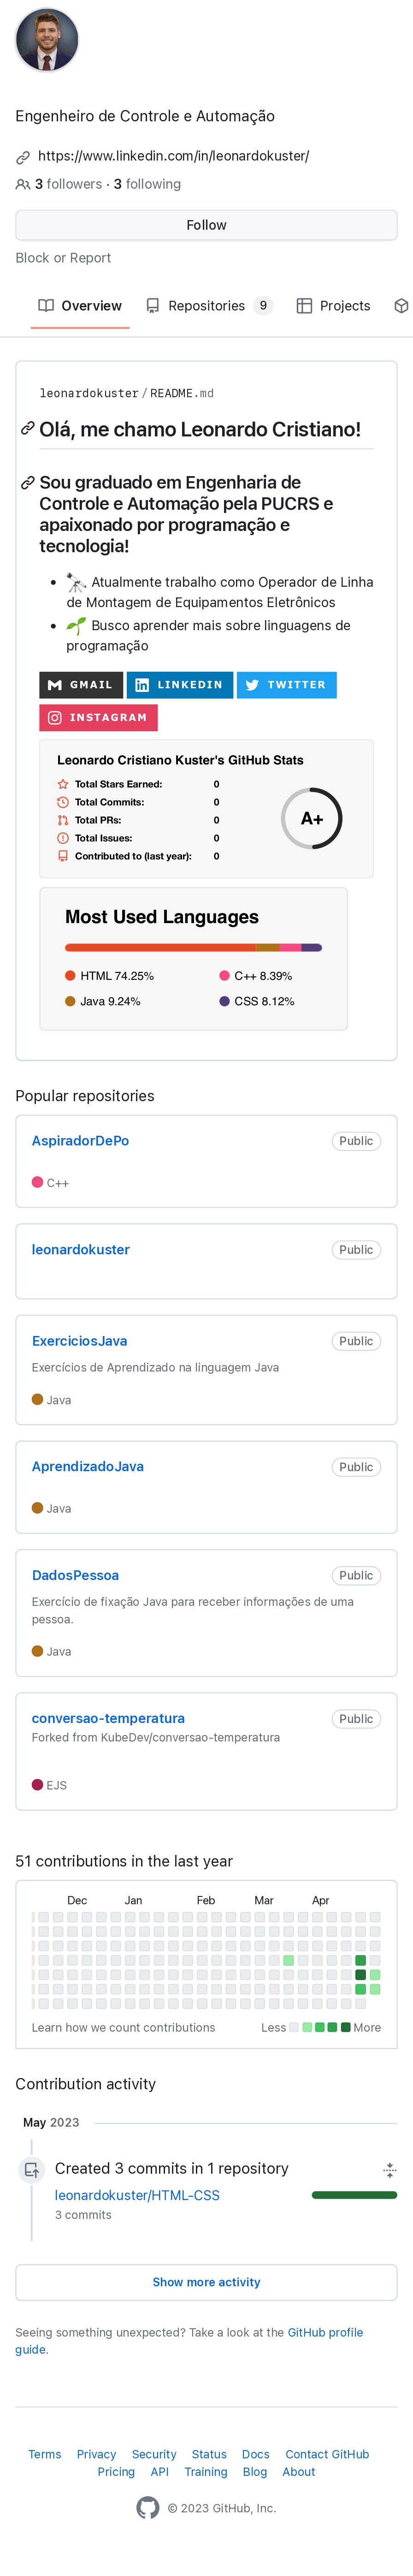 Engenheiro de Controle e Automação
https://www.linkedin.com/in/leonardokuster/
3 followers · 3 following
Follow
Block or Report
Overview Repositories 9 Projects
leonardokuster/README.md
Olá, me chamo Leonardo Cristiano!
Sou graduado em Engenharia de
Controle e Automação pela PUCRS e
apaixonado por programação e
tecnologia!
Atualmente trabalho como Operador de Linha
de Montagem de Equipamentos Eletrônicos
Busco aprender mais sobre linguagens de
programação
GMAIL LINKEDIN TWITTER
INSTAGRAM
Leonardo Cristiano Kuster's GitHub Stats
Total Stars Earned: 0
Total Commits: 0
Total PRs: 0
Total Issues: 0
Contributed to (last year): 0
A+
Most Used Languages
HTML 74.25% C++ 8.39%
Java 9.24% CSS 8.12%
Popular repositories
AspiradorDePo Public
C++
leonardokuster Public
ExerciciosJava Public
Exercícios de Aprendizado na linguagem Java
Java
AprendizadoJava Public
Java
DadosPessoa Public
Exercício de fixação Java para receber informações de uma
pessoa.
Java
conversao-temperatura Public
Forked from KubeDev/conversao-temperatura
EJS
51 contributions in the last year
Dec Jan Feb Mar Apr
Learn how we count contributions Less More
Contribution activity
May 2023
Created 3 commits in 1 repository
leonardokuster/HTML-CSS
3 commits
Show more activity
Seeing something unexpected? Take a look at the GitHub profile
guide.
Terms Privacy Security Status Docs Contact GitHub
Pricing API Training Blog About
© 2023 GitHub, Inc.